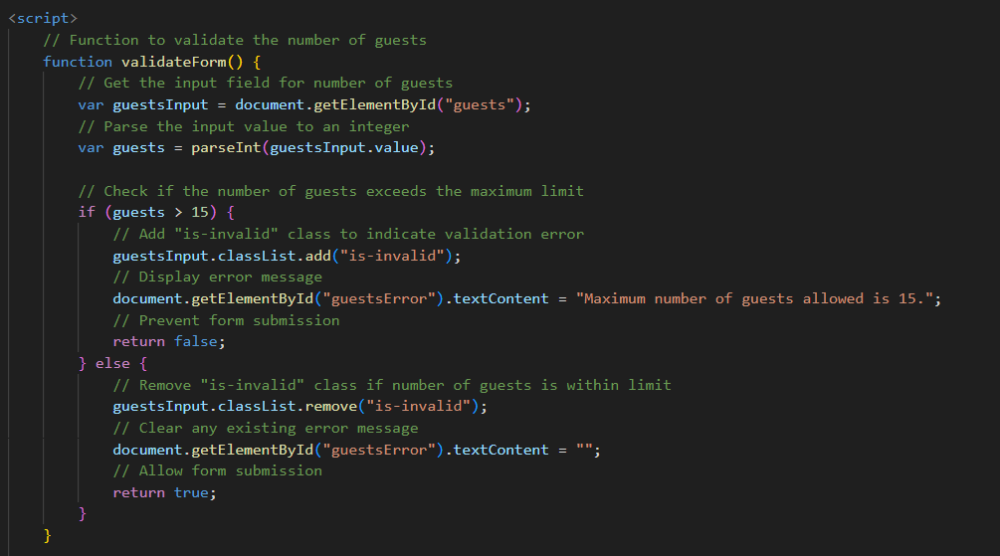 <script>
// Function to validate the number of guests
function validateForm() {
// Get the input field for number of guests
var guestsInput = document.getElementById("guests");
// Parse the input value to an integer
var guests = parseInt(guestsInput.value);
// Check if the number of guests exceeds the maximum limit
if (guests > 15) {
// Add "is-invalid" class to indicate validation error
guestsInput.classList.add("is-invalid");
// Display error message
document.getElementById("guestsError").textContent = "Maximum number of guests allowed is 15.";
// Prevent form submission
return false;
} else {
// Remove "is-invalid" class if number of guests is within limit
guestsInput.classList.remove("is-invalid");
// Clear any existing error message
document.getElementById("guestsError").textContent = "";
// Allow form submission
return true;
}
}